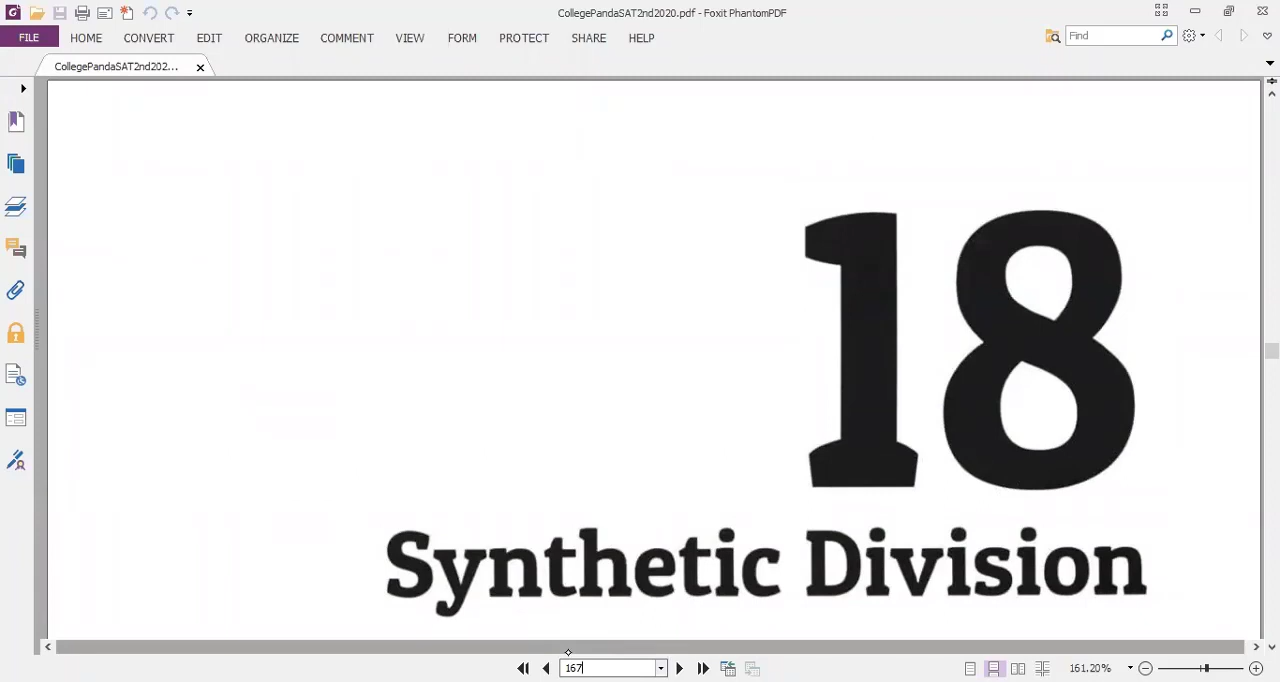 CollegePandaSAT2nd2020.pdf - Foxit PhantomPDF
FILE HOME CONVERT EDIT ORGANIZE COMMENT VIEW FORM PROTECT SHARE HELP Find
CollegePandaSAT2nd202...
18
Synthetic Division
167 161.20%